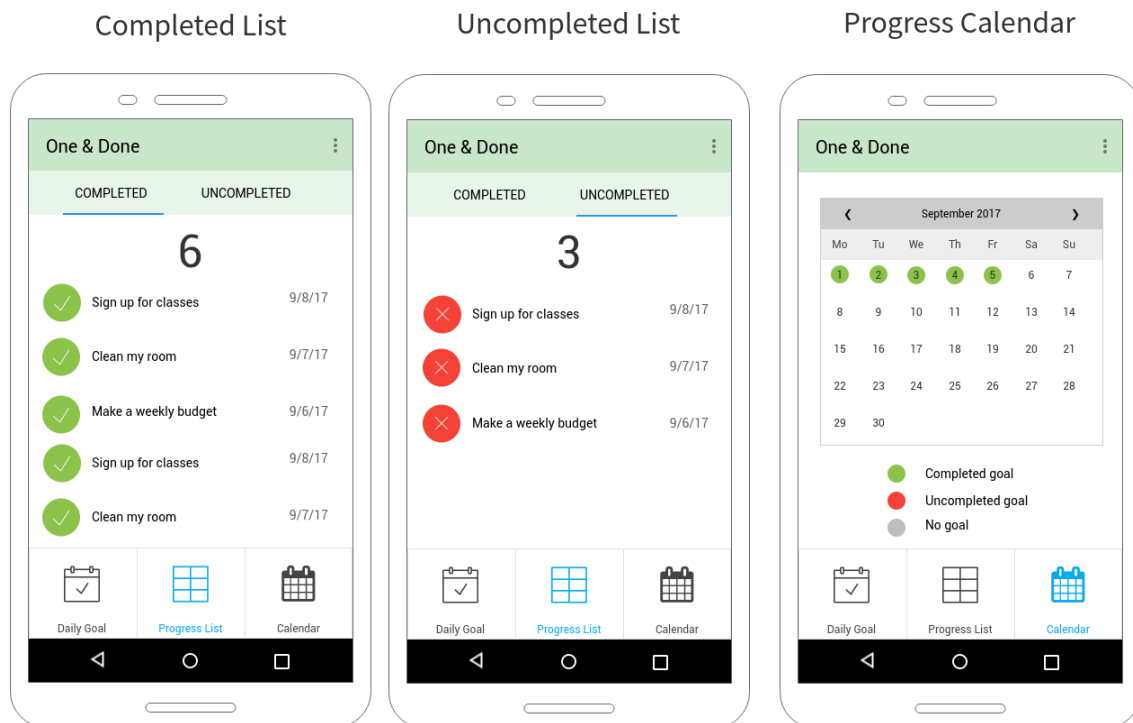 Completed List
One & Done
COMPLETED UNCOMPLETED
6
Sign up for classes 9/8/17
Clean my room 9/7/17
Make a weekly budget 9/6/17
Sign up for classes 9/8/17
Clean my room 9/7/17
Daily Goal Progress List Calendar
Uncompleted List
One & Done
COMPLETED UNCOMPLETED
3
Sign up for classes 9/8/17
Clean my room 9/7/17
Make a weekly budget 9/6/17
Daily Goal Progress List Calendar
Progress Calendar
One & Done
September 2017
Mo Tu We Th Fr Sa Su
1 2 3 4 5 6 7
8 9 10 11 12 13 14
15 16 17 18 19 20 21
22 23 24 25 26 27 28
29 30
Completed goal
Uncompleted goal
No goal
Daily Goal Progress List Calendar